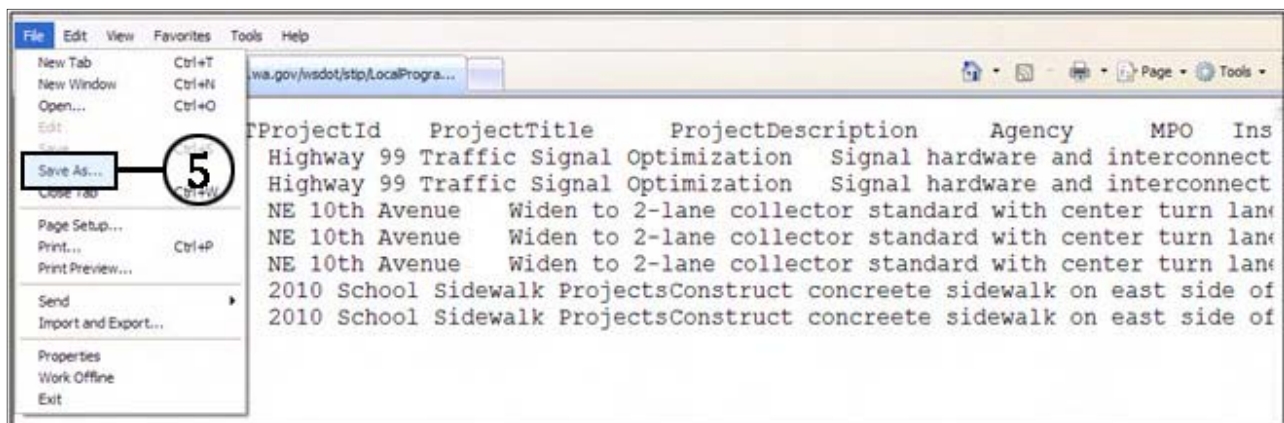 File Edit View Favorites Tools Help
New Tab Ctrl+T
New Window Ctrl+N
Open... Ctrl+O
Edit
Save
Save As...
5
Close Tab Ctrl+W
Page Setup...
Print... Ctrl+P
Print Preview...
Send
Import and Export...
Properties
Work Offline
Exit
.wa.gov/wsdot/stip/LocalProgra...
Page Tools
TProjectId ProjectTitle ProjectDescription Agency MPO Ins
Highway 99 Traffic Signal Optimization Signal hardware and interconnect
Highway 99 Traffic Signal Optimization Signal hardware and interconnect
NE 10th Avenue Widen to 2-lane collector standard with center turn lane
NE 10th Avenue Widen to 2-lane collector standard with center turn lane
NE 10th Avenue Widen to 2-lane collector standard with center turn lane
2010 School Sidewalk ProjectsConstruct concreete sidewalk on east side of
2010 School Sidewalk ProjectsConstruct concreete sidewalk on east side of